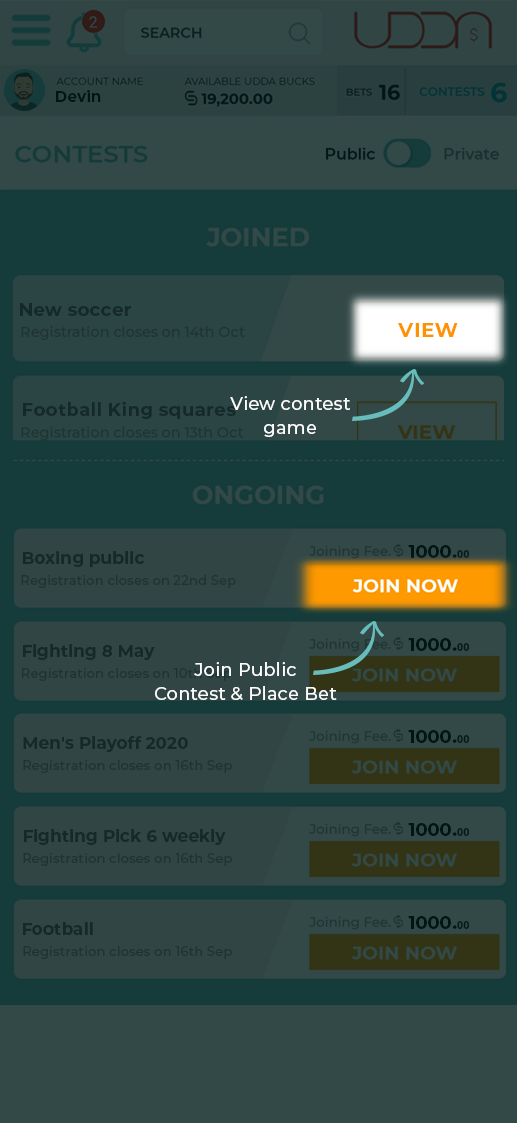 2
SEARCH
UDDA $
ACCOUNT NAME
Devin
AVAILABLE UDDA BUCKS
19,200.00
BETS 16
CONTESTS 6
CONTESTS
Public
Private
JOINED
New soccer
Registration closes on 14th Oct
VIEW
Football King squares
Registration closes on 13th Oct
VIEW
View contest
game
ONGOING
Boxing public
Registration closes on 22nd Sep
Joining Fee. 1000.00
JOIN NOW
Fighting 8 May
Registration closes on 10th Sep
Joining Fee. 1000.00
JOIN NOW
Join Public
Contest & Place Bet
Men's Playoff 2020
Registration closes on 16th Sep
Joining Fee. 1000.00
JOIN NOW
Fighting Pick 6 weekly
Registration closes on 16th Sep
Joining Fee. 1000.00
JOIN NOW
Football
Registration closes on 16th Sep
Joining Fee. 1000.00
JOIN NOW